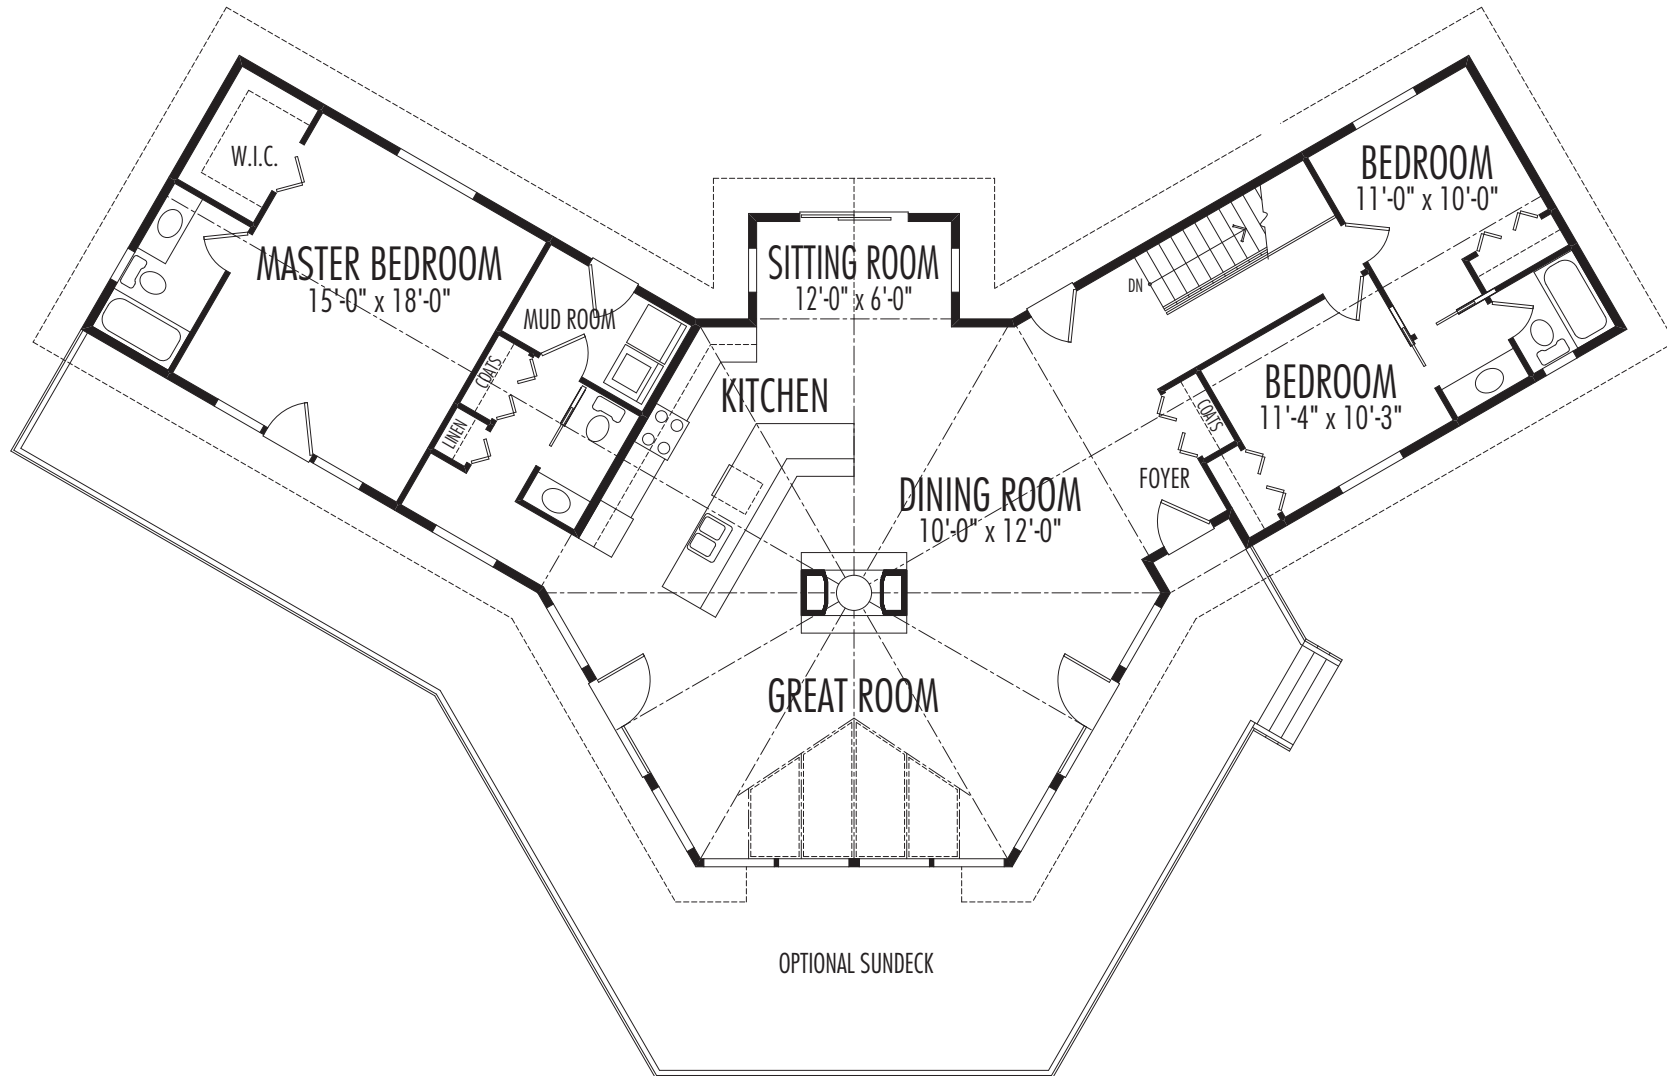 W.I.C.
MASTER BEDROOM
15'-0" x 18'-0"
MUD ROOM
COATS
LINEN
SITTING ROOM
12'-0" x 6'-0"
KITCHEN
DINING ROOM
10'-0" x 12'-0"
GREAT ROOM
DN
BEDROOM
11'-0" x 10'-0"
BEDROOM
11'-4" x 10'-3"
COATS
FOYER
OPTIONAL SUNDECK